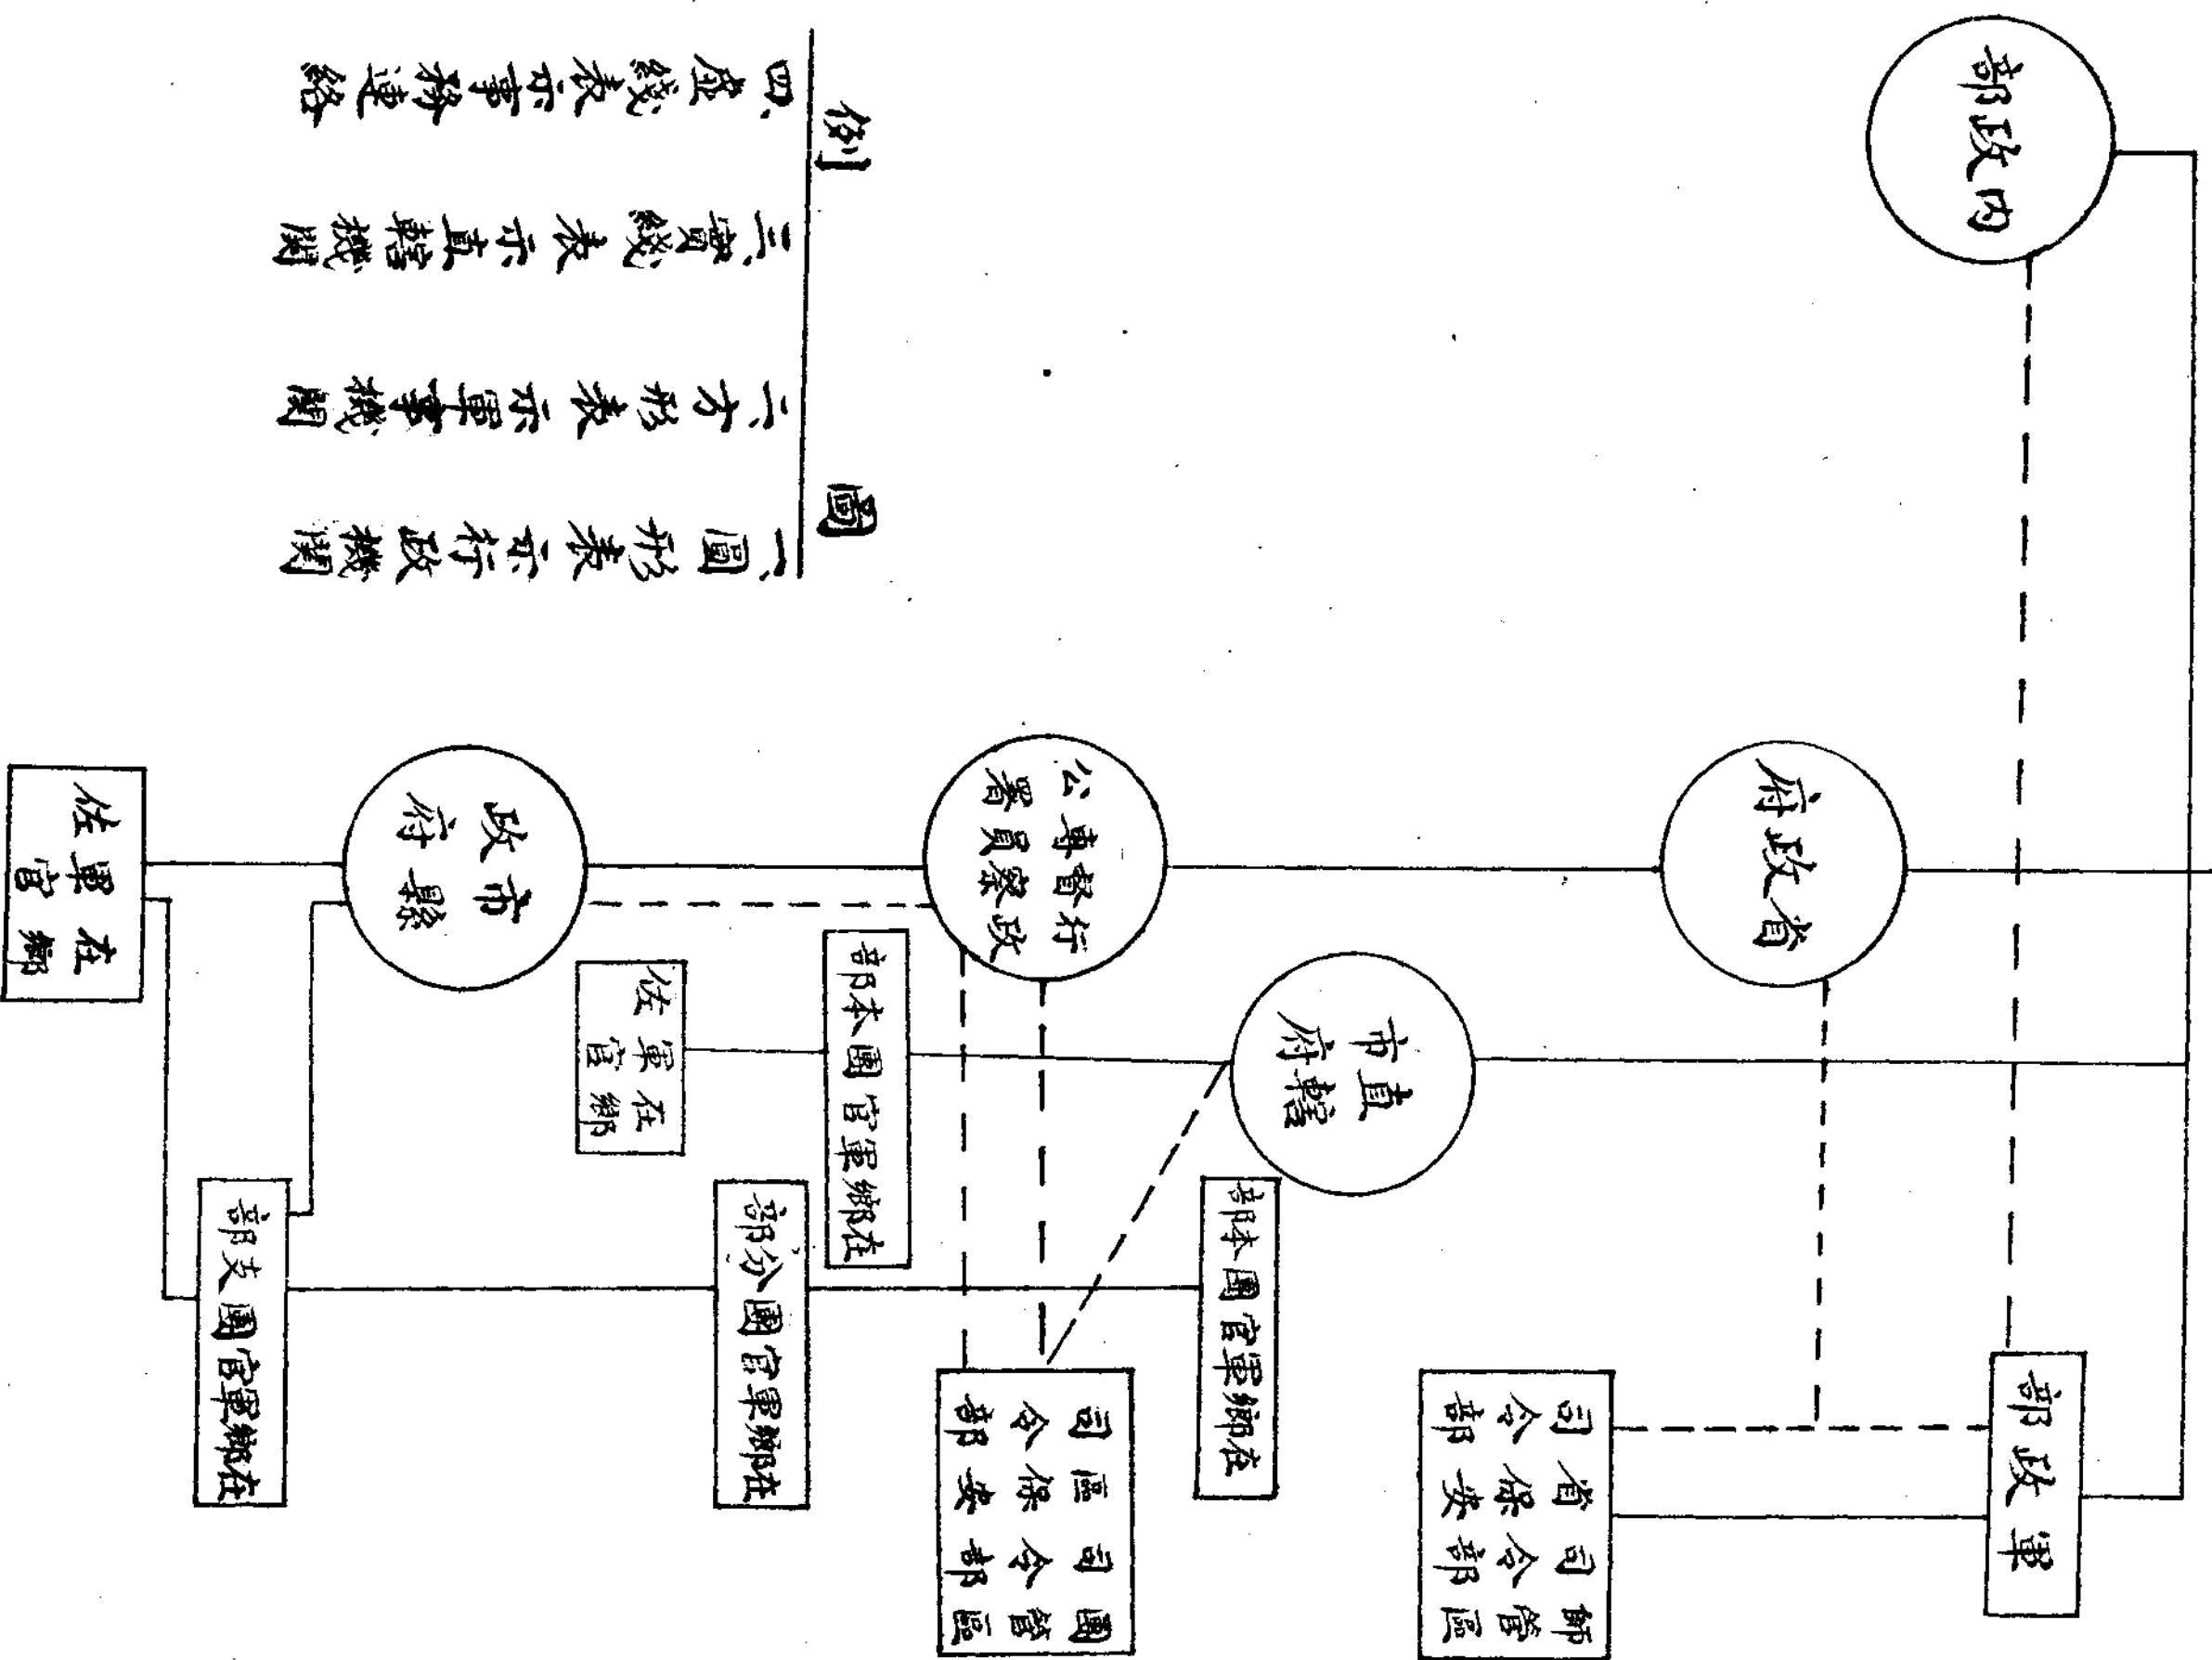 軍政部
內政部
師管區
司令部
省保安
司令部
省政府
直轄
市府
在鄉軍官團本部
團管區
司令部
區保安
司令部
行政
督察
專員
公署
在鄉軍官團本部
在鄉軍官團分部
在鄉
軍官
佐
市縣
政府
在鄉軍官團支部
在鄉
軍官
佐
圖例
一、圓形表示行政機關
二、方形表示軍事機關
三、實綫表示直轄機關
四、虛綫表示事務連絡